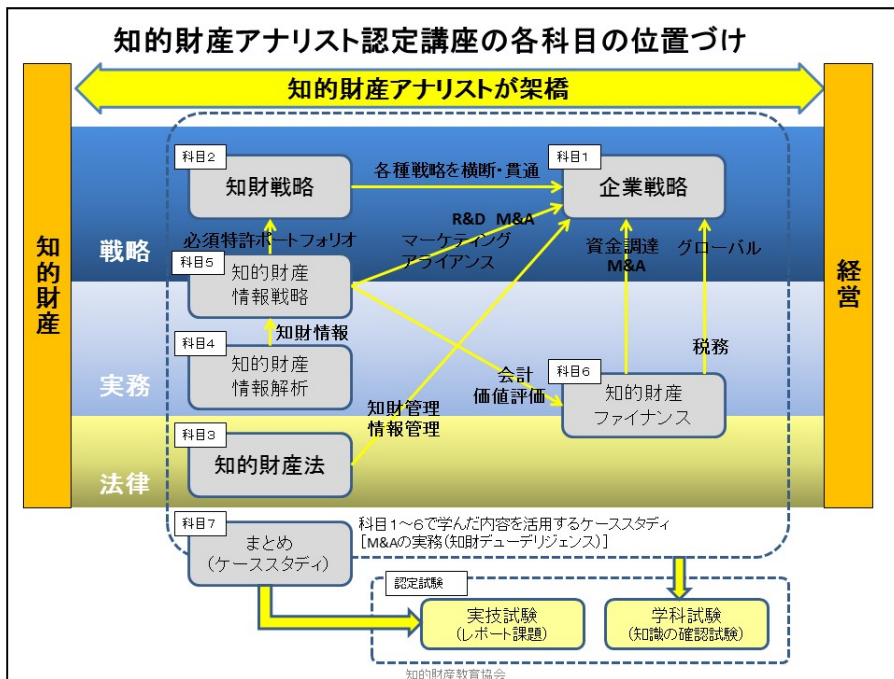 知的財産アナリスト認定講座の各科目の位置づけ
知的財産アナリストが架橋
知的財産
経営
戦略
実務
法律
科目2
知財戦略
各種戦略を横断・貫通
科目1
企業戦略
必須特許ポートフォリオ
R&D M&A
マーケティング
アライアンス
資金調達
M&A
グローバル
科目5
知的財産
情報戦略
知財情報
科目4
知的財産
情報解析
会計
価値評価
税務
科目6
知的財産
ファイナンス
知財管理
情報管理
科目3
知的財産法
科目7
まとめ
(ケーススタディ)
科目1～6で学んだ内容を活用するケーススタディ
[M&Aの実務(知財デューデリジェンス)]
認定試験
実技試験
(レポート課題)
学科試験
(知識の確認試験)
知的財産教育協会